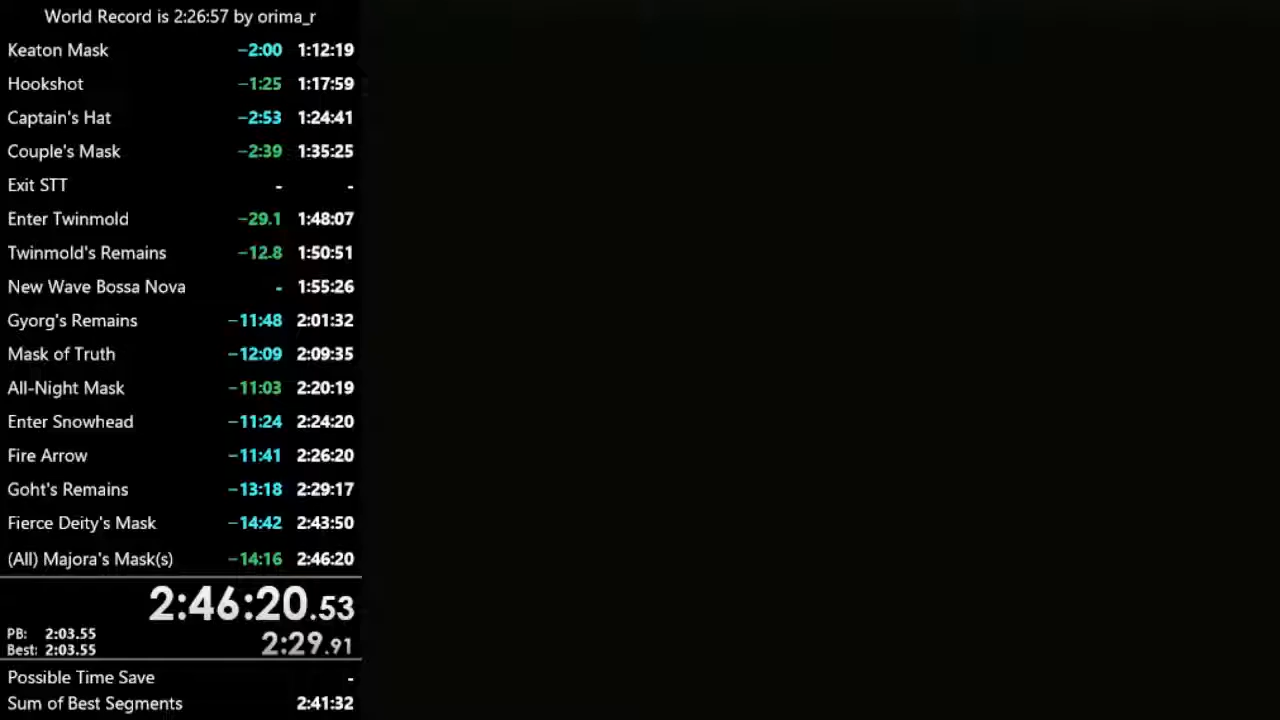 World Record is 2:26:57 by orima_r
Keaton Mask −2:00 1:12:19
Hookshot −1:25 1:17:59
Captain's Hat −2:53 1:24:41
Couple's Mask −2:39 1:35:25
Exit STT - -
Enter Twinmold −29.1 1:48:07
Twinmold's Remains −12.8 1:50:51
New Wave Bossa Nova - 1:55:26
Gyorg's Remains −11:48 2:01:32
Mask of Truth −12:09 2:09:35
All-Night Mask −11:03 2:20:19
Enter Snowhead −11:24 2:24:20
Fire Arrow −11:41 2:26:20
Goht's Remains −13:18 2:29:17
Fierce Deity's Mask −14:42 2:43:50
(All) Majora's Mask(s) −14:16 2:46:20
2:46:20.53
PB: 2:03.55
Best: 2:03.55 2:29.91
Possible Time Save -
Sum of Best Segments 2:41:32